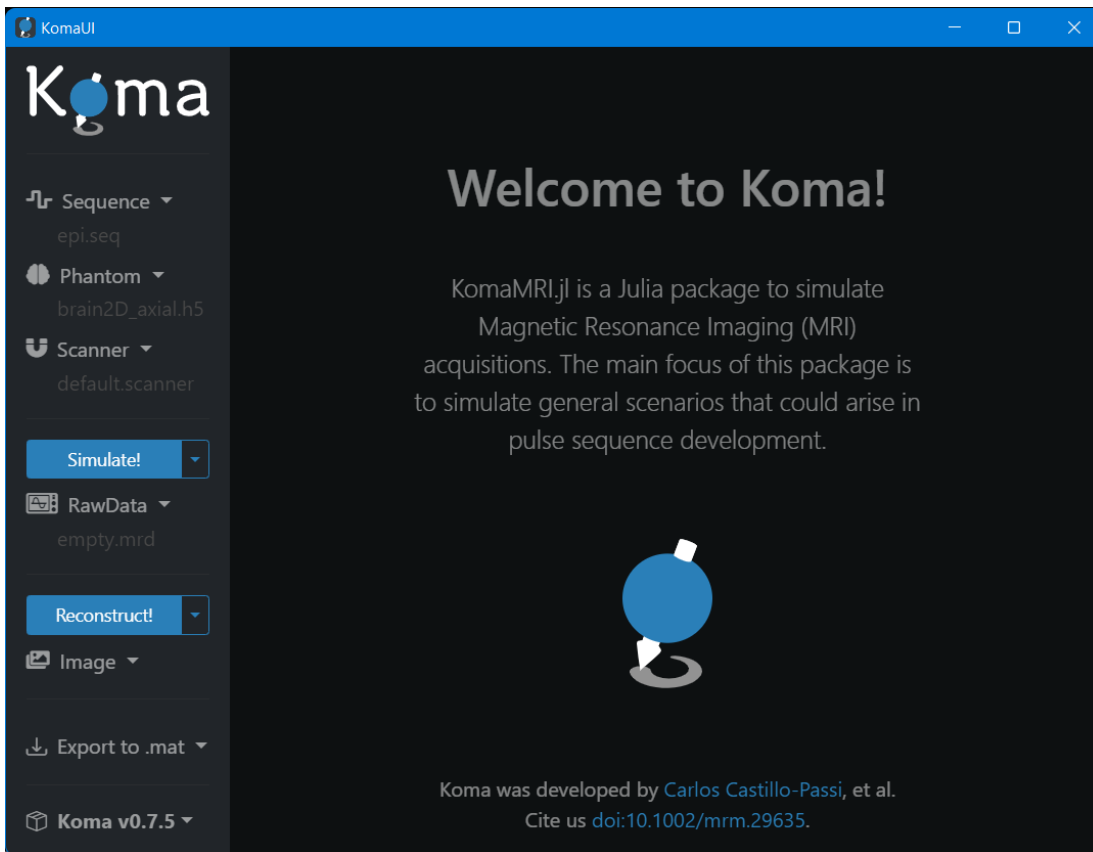 KomaUI
Koma
Sequence
epi.seq
Phantom
brain2D_axial.h5
Scanner
default.scanner
Simulate!
RawData
empty.mrd
Reconstruct!
Image
Export to .mat
Koma v0.7.5
Welcome to Koma!
KomaMRI.jl is a Julia package to simulate
Magnetic Resonance Imaging (MRI)
acquisitions. The main focus of this package is
to simulate general scenarios that could arise in
pulse sequence development.
Koma was developed by Carlos Castillo-Passi, et al.
Cite us doi:10.1002/mrm.29635.